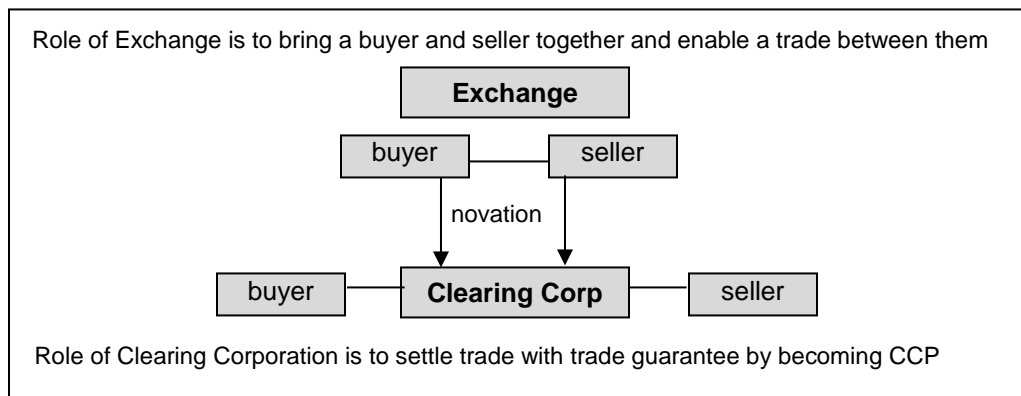 Role of Exchange is to bring a buyer and seller together and enable a trade between them
Exchange
buyer seller
novation
buyer Clearing Corp seller
Role of Clearing Corporation is to settle trade with trade guarantee by becoming CCP